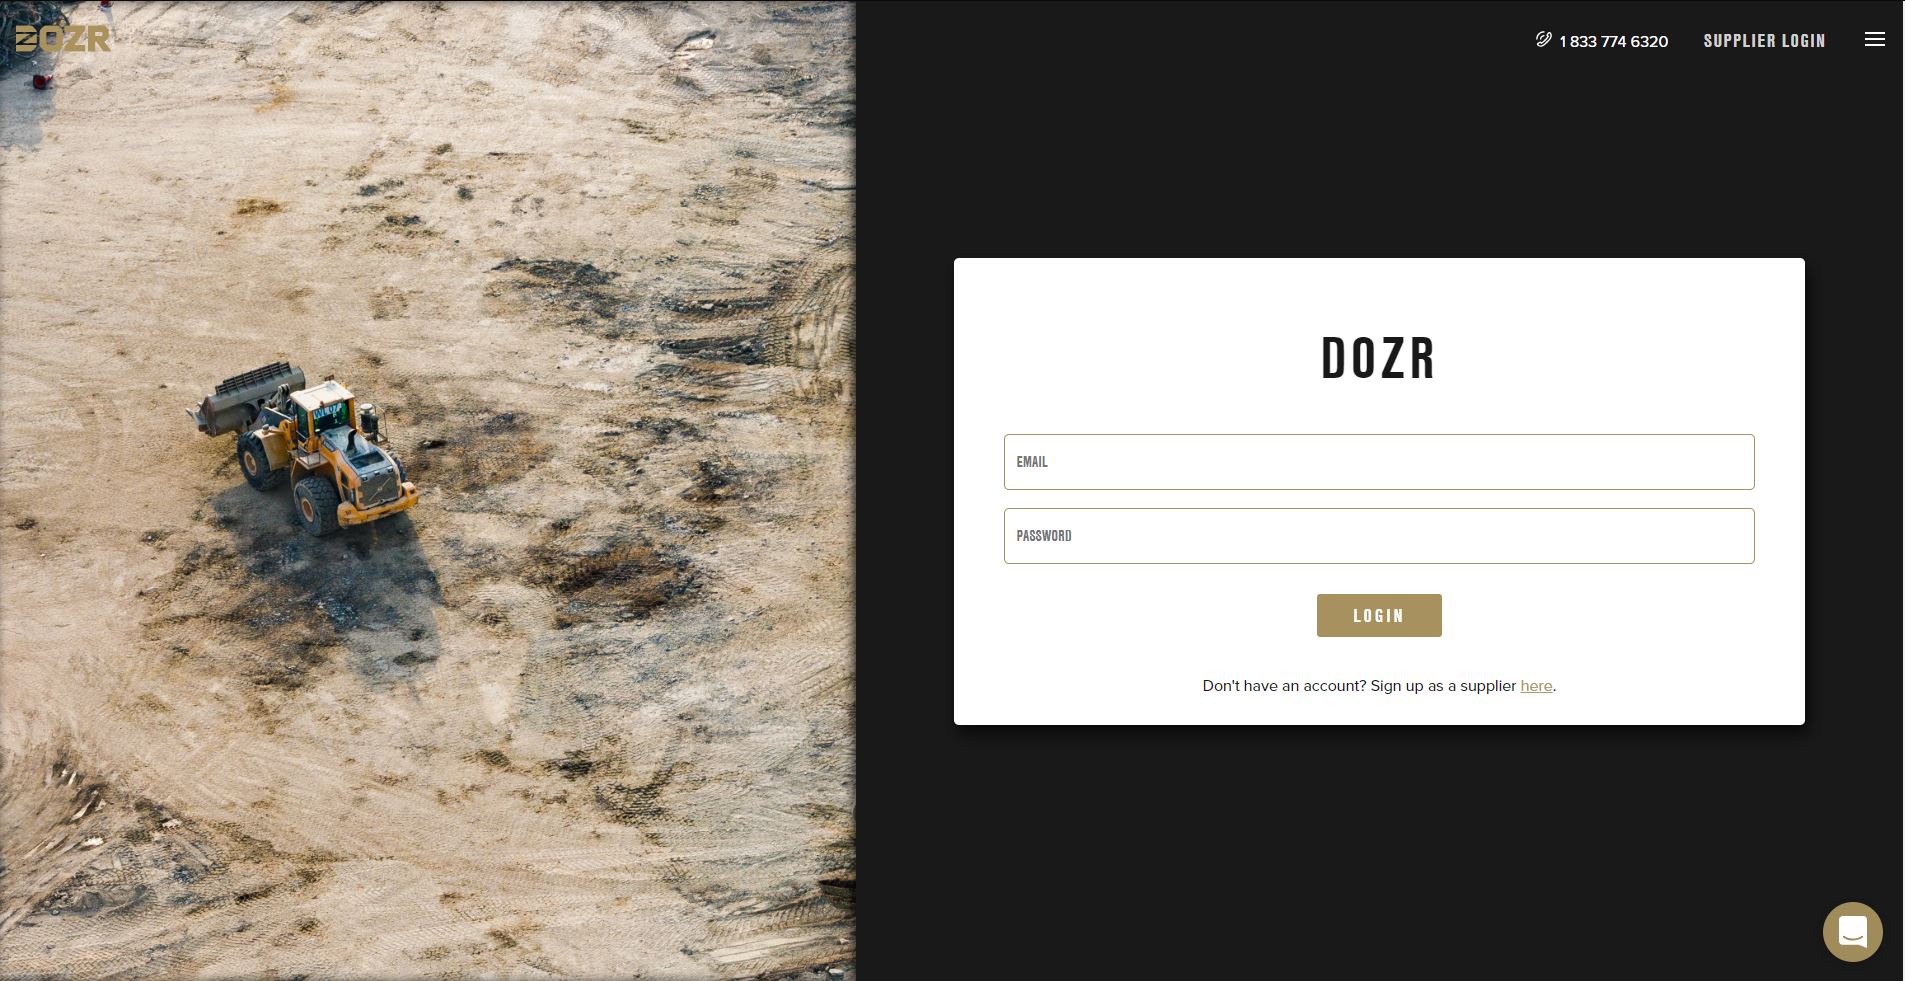 DOZR
1 833 774 6320
SUPPLIER LOGIN
DOZR
EMAIL
PASSWORD
LOGIN
Don't have an account? Sign up as a supplier here.